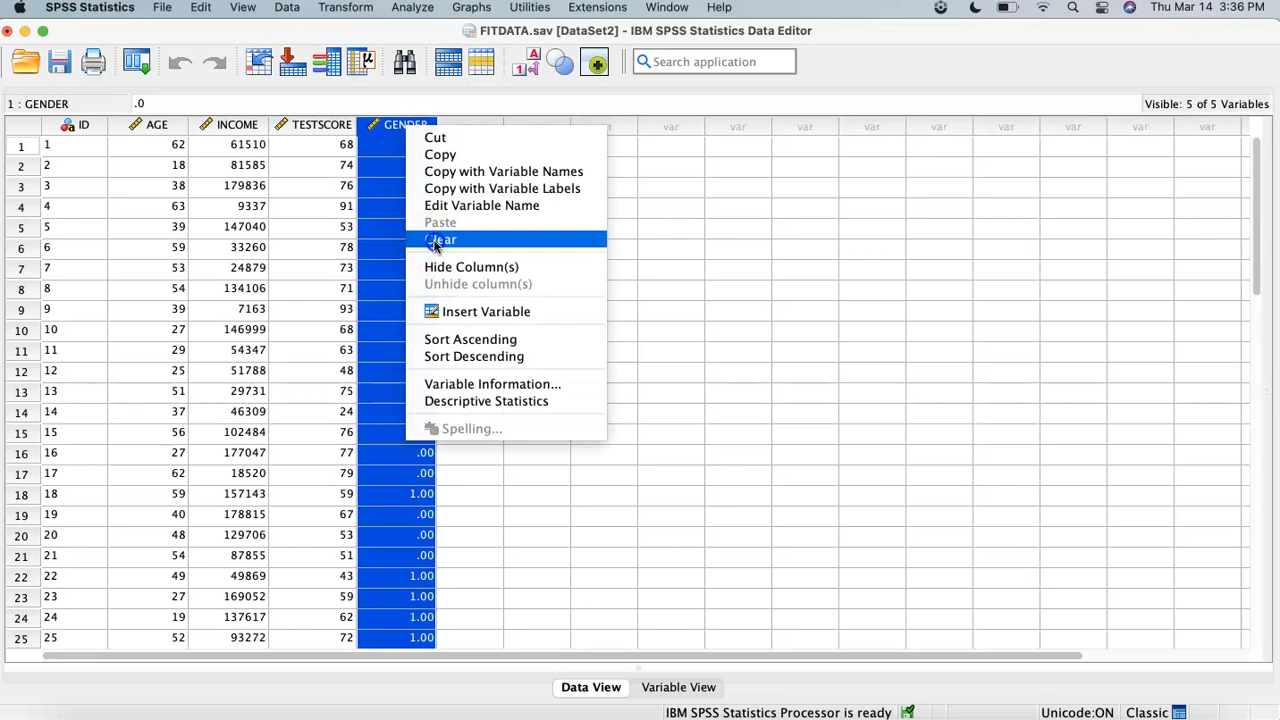 SPSS Statistics File Edit View Data Transform Analyze Graphs Utilities Extensions Window Help Thu Mar 14 3:36 PM
FITDATA.sav [DataSet2] – IBM SPSS Statistics Data Editor
Search application
1 : GENDER .0 Visible: 5 of 5 Variables
ID AGE INCOME TESTSCORE GENDER var var var var var var var var var
1 1 62 61510 68
2 2 18 81585 74
3 3 38 179836 76
4 4 63 9337 91
5 5 39 147040 53
6 6 59 33260 78
7 7 53 24879 73
8 8 54 134106 71
9 9 39 7163 93
10 10 27 146999 68
11 11 29 54347 63
12 12 25 51788 48
13 13 51 29731 75
14 14 37 46309 24
15 15 56 102484 76
16 16 27 177047 77 .00
17 17 62 18520 79 .00
18 18 59 157143 59 1.00
19 19 40 178815 67 .00
20 20 48 129706 53 .00
21 21 54 87855 51 .00
22 22 49 49869 43 1.00
23 23 27 169052 59 1.00
24 24 19 137617 62 1.00
25 25 52 93272 72 1.00
Cut
Copy
Copy with Variable Names
Copy with Variable Labels
Edit Variable Name
Paste
Clear
Hide Column(s)
Unhide column(s)
Insert Variable
Sort Ascending
Sort Descending
Variable Information...
Descriptive Statistics
Spelling...
Data View Variable View
IBM SPSS Statistics Processor is ready Unicode:ON Classic